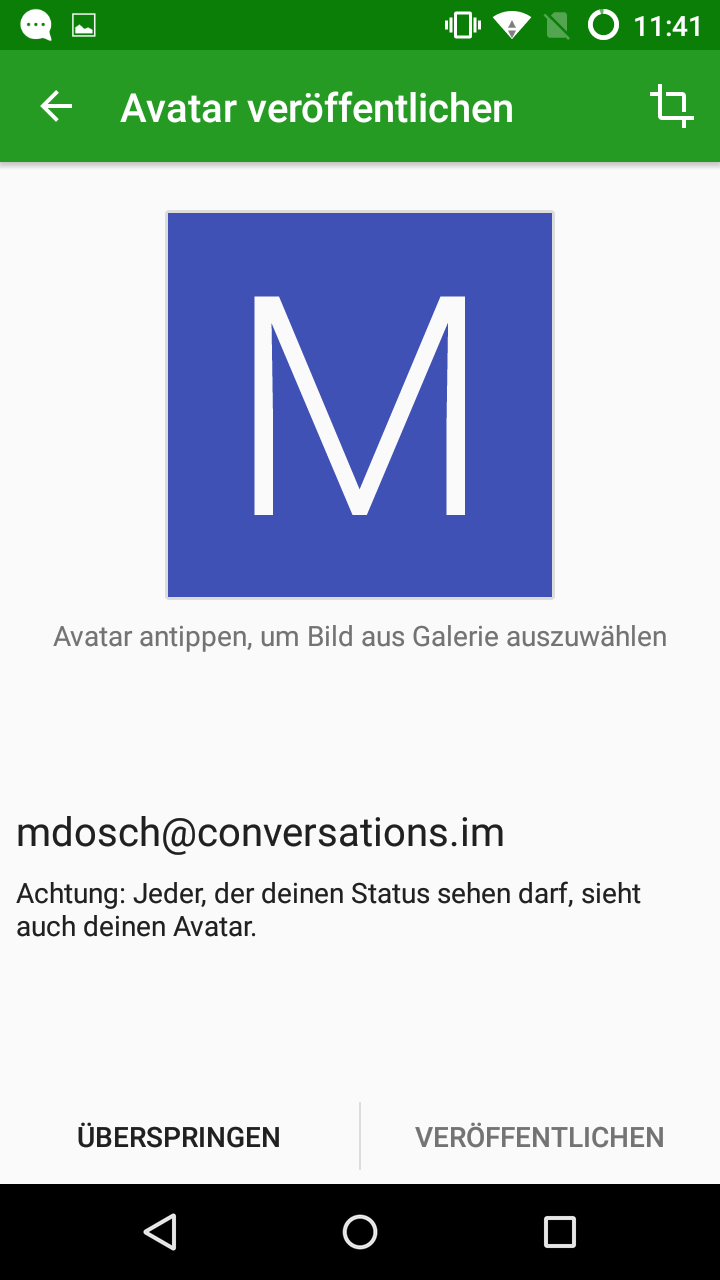 11:41
Avatar veröffentlichen
M
Avatar antippen, um Bild aus Galerie auszuwählen
mdosch@conversations.im
Achtung: Jeder, der deinen Status sehen darf, sieht
auch deinen Avatar.
ÜBERSPRINGEN
VERÖFFENTLICHEN